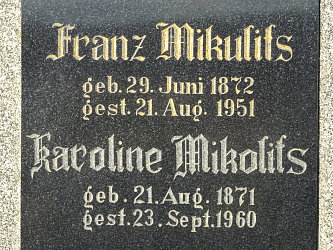 Franz Mikulits
geb. 29. Juni 1872
gest. 21. Aug. 1951
Karoline Mikolits
geb. 21. Aug. 1871
gest. 23. Sept. 1960